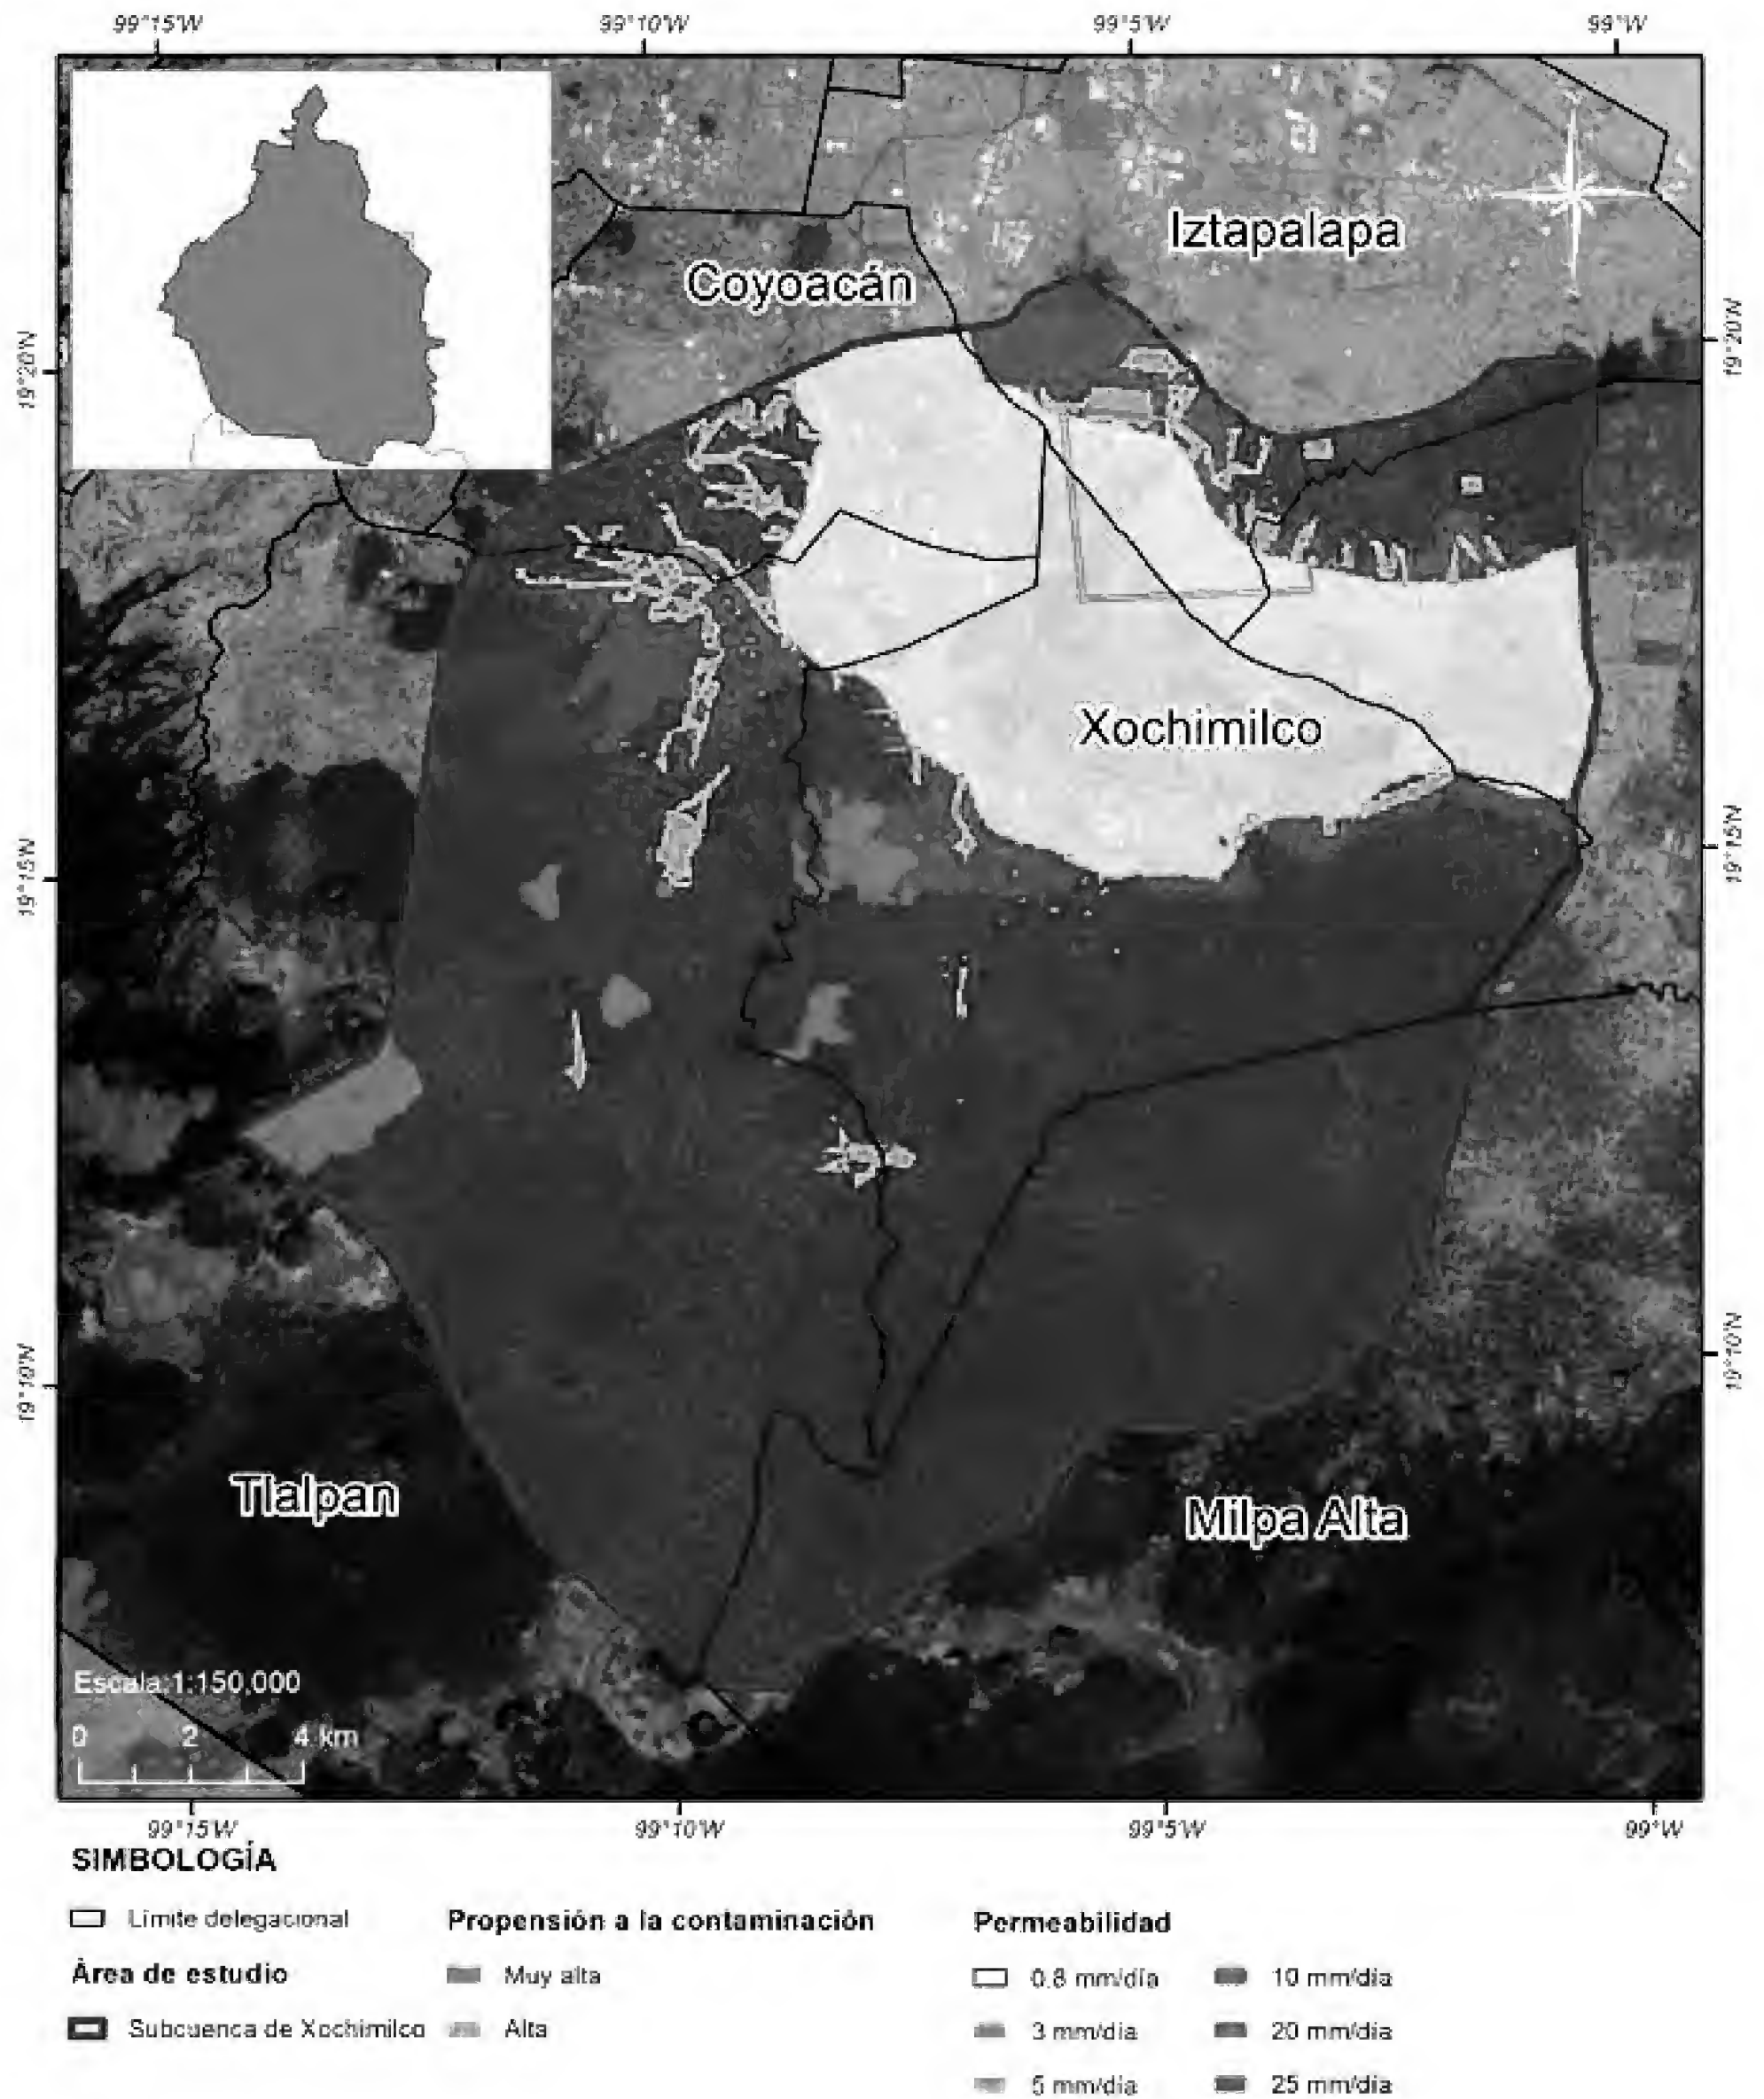 99°15'W 99°10'W 99°5'W 99°W
Iztapalapa
Coyoacán
19°20'N 19°20'N
Xochimilco
19°15'N 19°15'N
19°10'N 19°10'N
Tlalpan
Milpa Alta
Escala:1:150,000
0 2 4 km
99°15'W 99°10'W 99°5'W 99°W
SIMBOLOGÍA
Límite delegacional
Área de estudio
Subcuenca de Xochimilco
Propensión a la contaminación
Muy alta
Alta
Permeabilidad
0.8 mm/día
3 mm/día
5 mm/día
10 mm/día
20 mm/día
25 mm/día